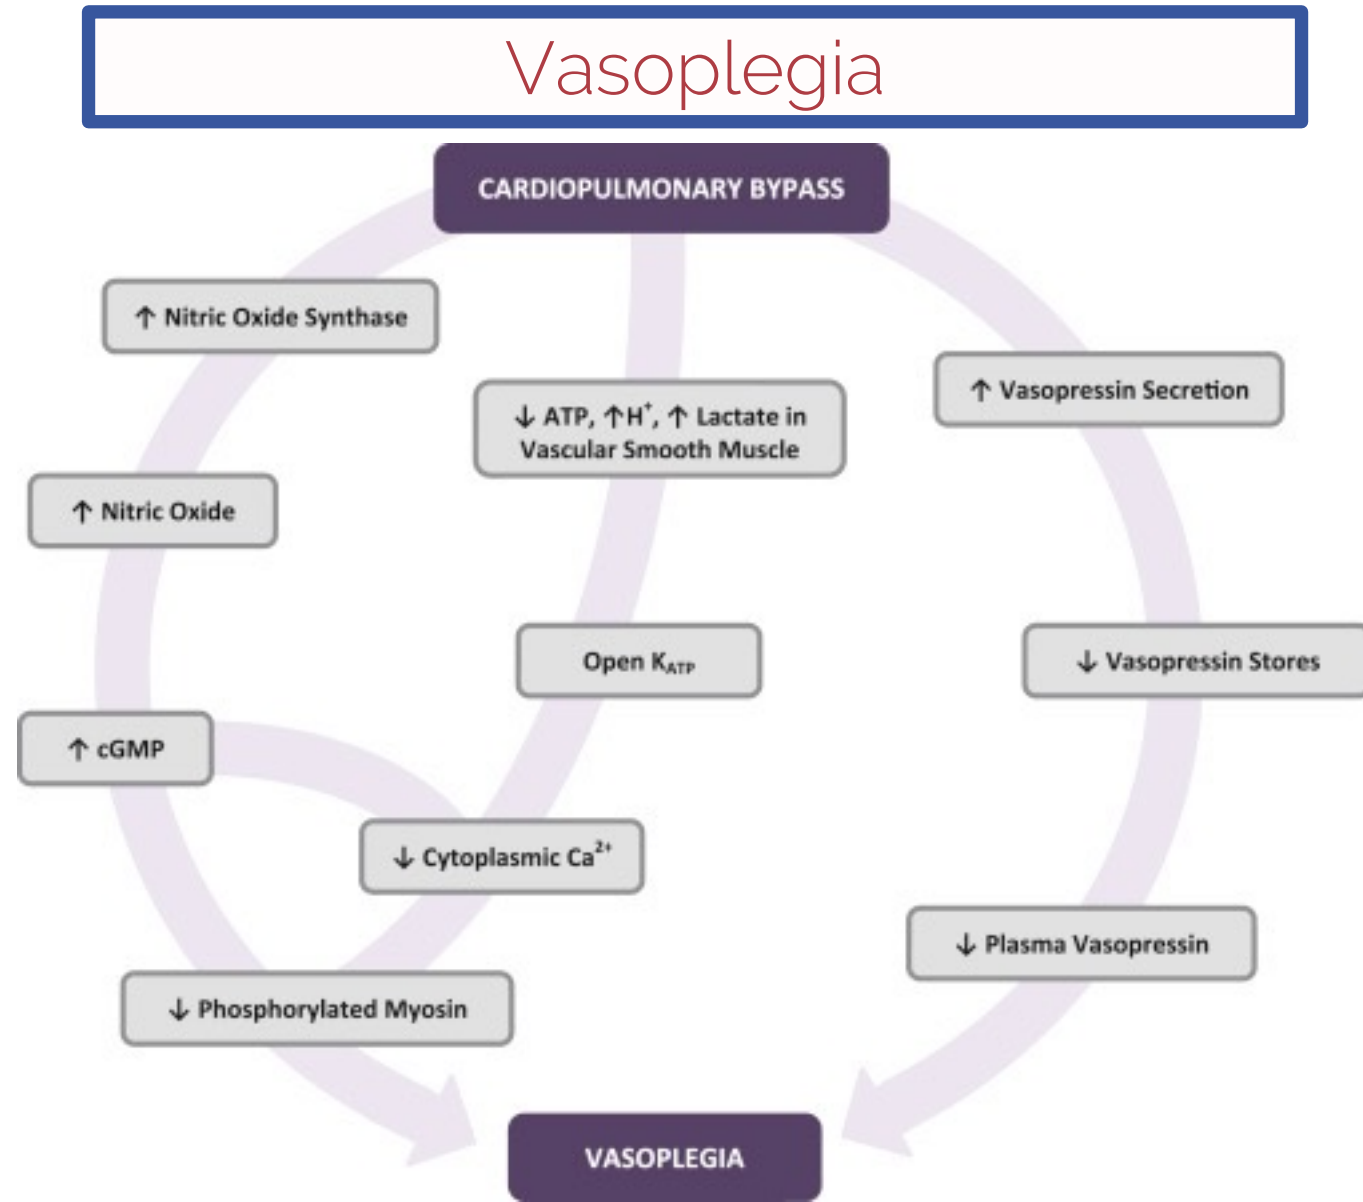 Vasoplegia
CARDIOPULMONARY BYPASS
↑ Nitric Oxide Synthase
↓ ATP, ↑H⁺, ↑ Lactate in
Vascular Smooth Muscle
↑ Vasopressin Secretion
↑ Nitric Oxide
Open K_ATP
↓ Vasopressin Stores
↑ cGMP
↓ Cytoplasmic Ca²⁺
↓ Plasma Vasopressin
↓ Phosphorylated Myosin
VASOPLEGIA